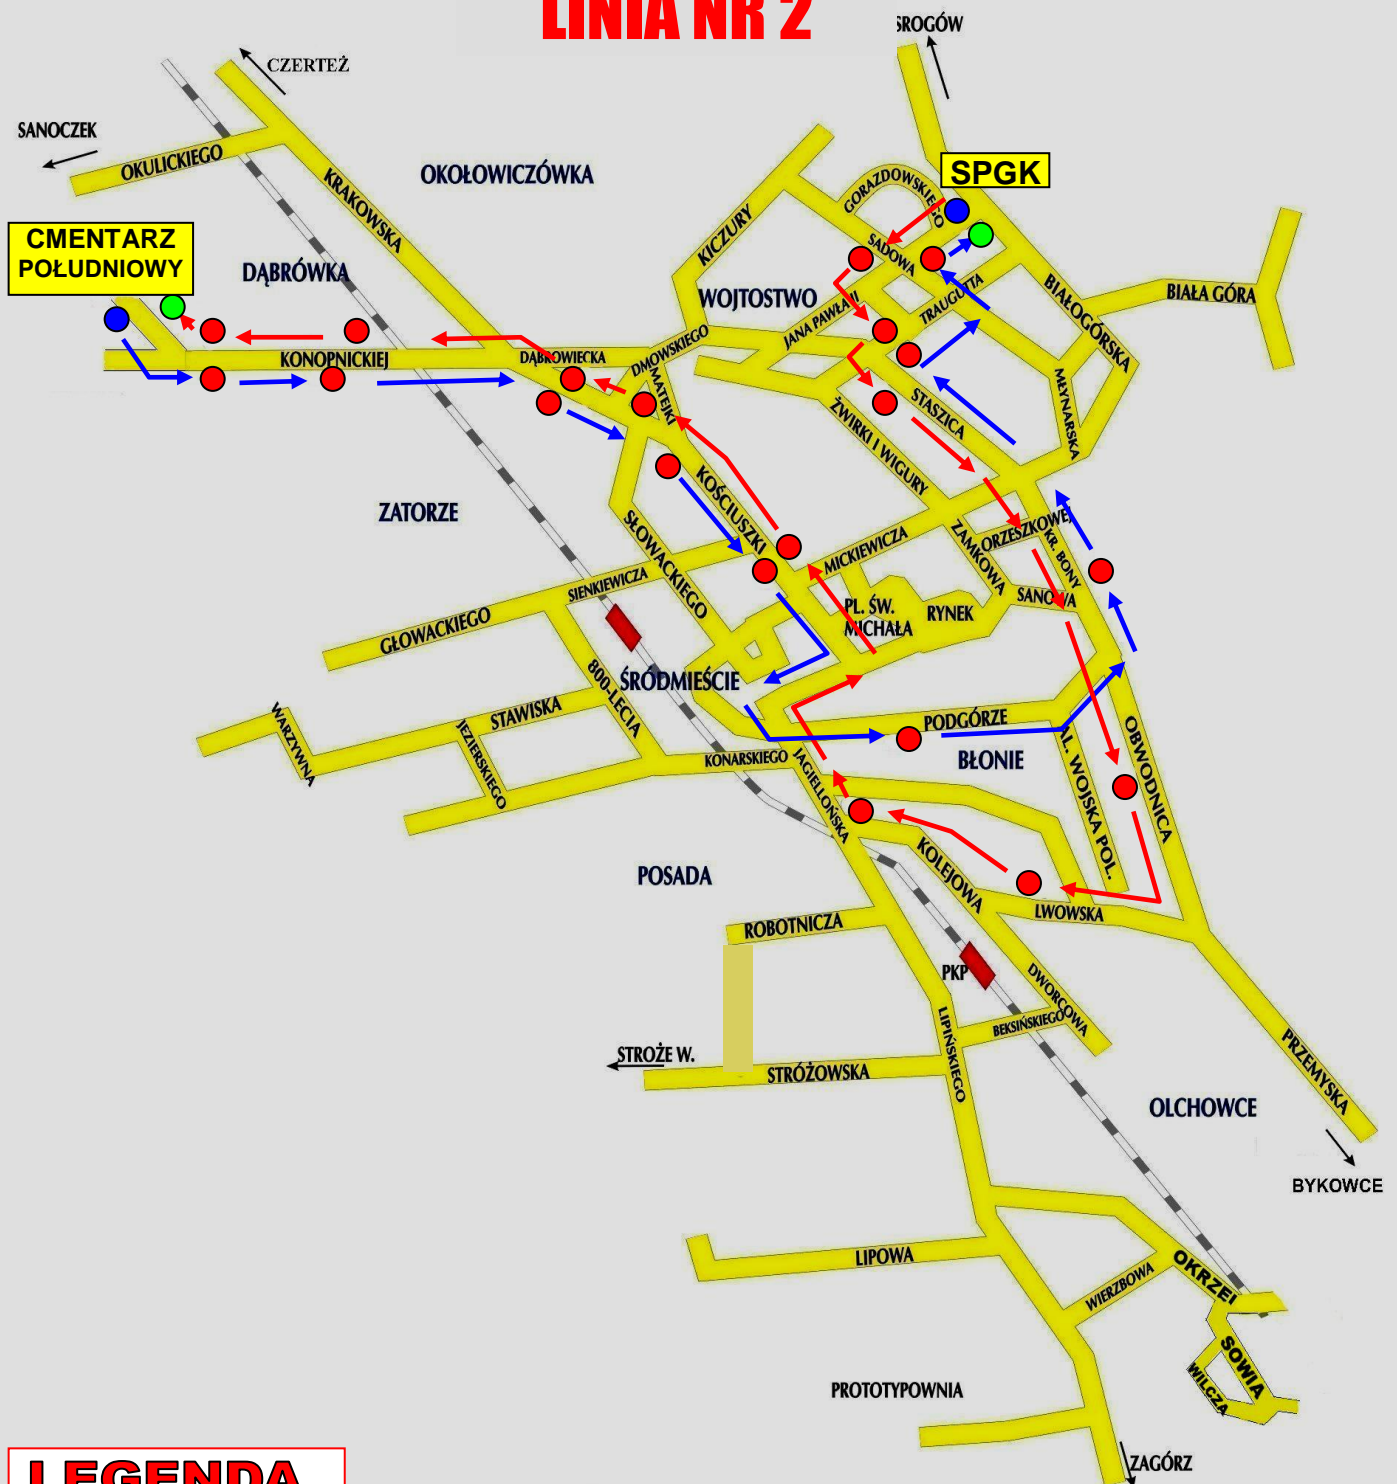 LINIA NR 2
SROGÓW
CZERTEŻ
SANOCZEK
OKULICKIEGO
OKOŁOWICZÓWKA
KRAKOWSKA
SPGK
GORAZDOWSKIEGO
KICZURY
SADOWA
CMENTARZ
POŁUDNIOWY
DĄBRÓWKA
WOJTOSTWO
JANA PAWŁA II
TRAUGUTTA
BIAŁOGÓRSKA
BIAŁA GÓRA
KONOPNICKIEJ
DĄBROWIECKA
DMOWSKIEGO
MATEJKI
STASZICA
MŁYNARSKA
ŻWIRKI I WIGURY
ZATORZE
KOŚCIUSZKI
SŁOWACKIEGO
MICKIEWICZA
ZAMKOWA
ORZESZKOWEJ
KR. BONY
SIENKIEWICZA
GŁOWACKIEGO
PL. ŚW.
MICHAŁA
RYNEK
SANOWA
ŚRÓDMIEŚCIE
800-LECIA
STAWISKA
WARZYWNA
JEZIERSKIEGO
KONARSKIEGO
JAGIELLOŃSKA
PODGÓRZE
BŁONIE
AL. WOJSKA POL.
OBWODNICA
POSADA
KOLEJOWA
LWOWSKA
ROBOTNICZA
PKP
DWORCOWA
BEKSIŃSKIEGO
LIPIŃSKIEGO
STROŻE W.
STRÓŻOWSKA
PRZEMYSKA
OLCHOWCE
BYKOWCE
LIPOWA
WIERZBOWA
OKRZEI
SOWIA
WILCZA
PROTOTYPOWNIA
ZAGÓRZ
LEGENDA